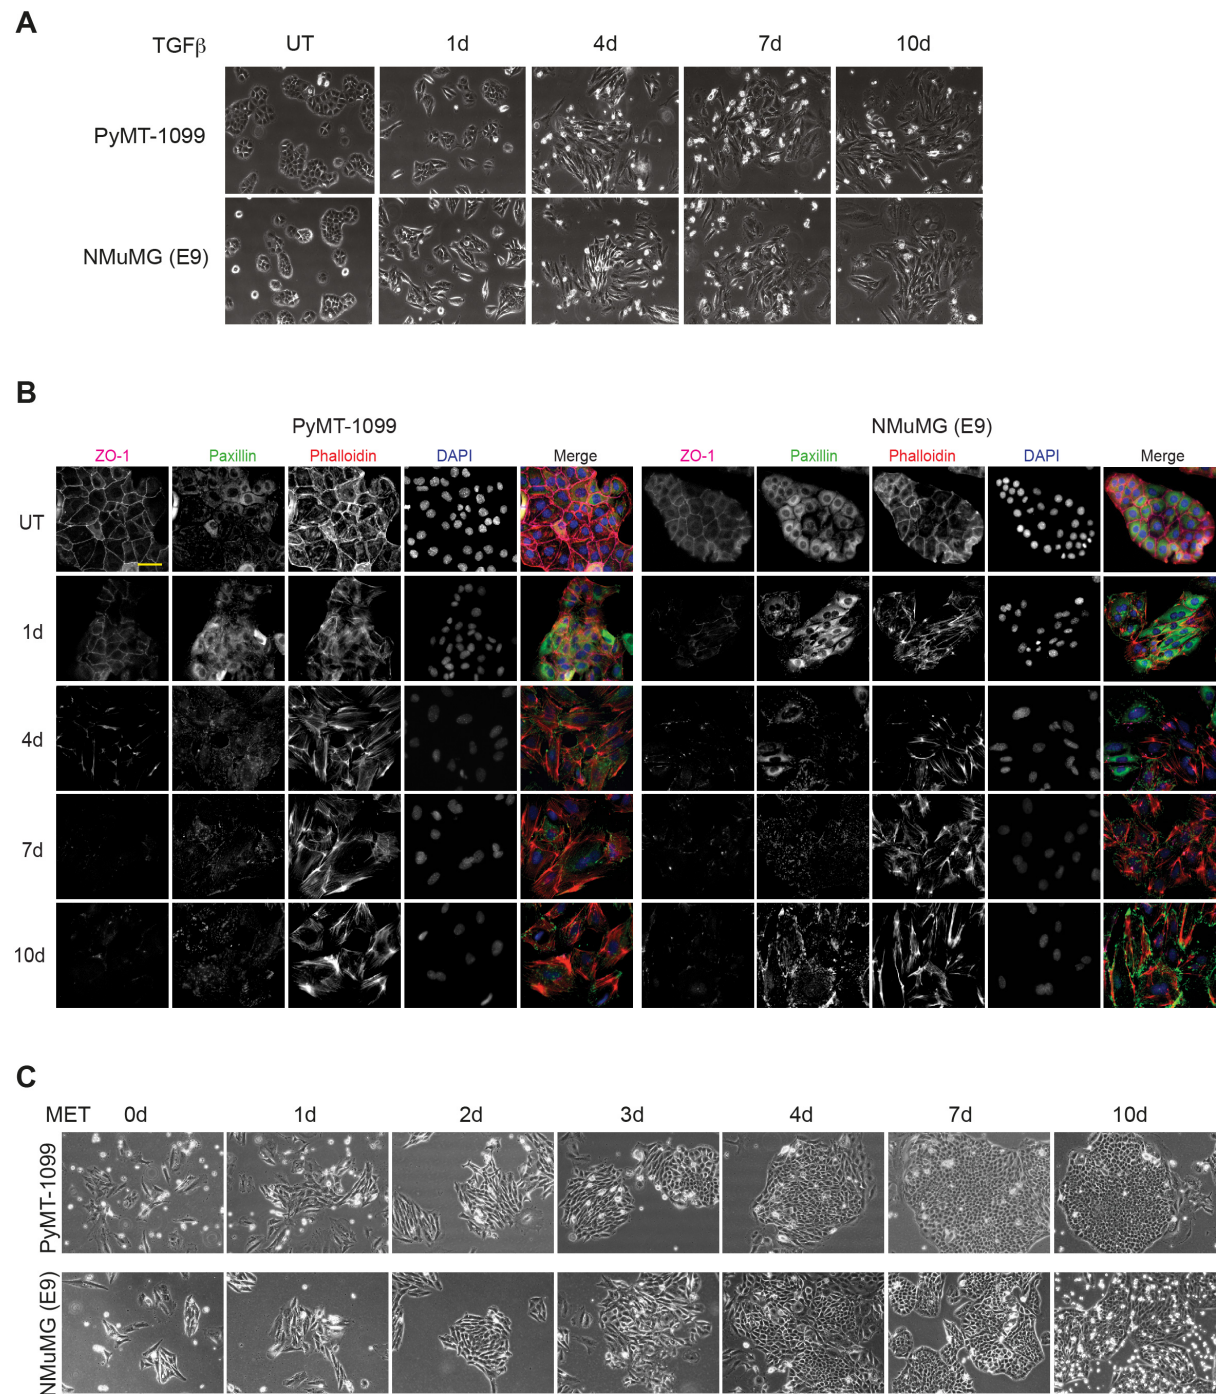 A
TGFβ UT 1d 4d 7d 10d
PyMT-1099
NMuMG (E9)
B
PyMT-1099 NMuMG (E9)
ZO-1 Paxillin Phalloidin DAPI Merge ZO-1 Paxillin Phalloidin DAPI Merge
UT
1d
4d
7d
10d
C
MET 0d 1d 2d 3d 4d 7d 10d
PyMT-1099
NMuMG (E9)